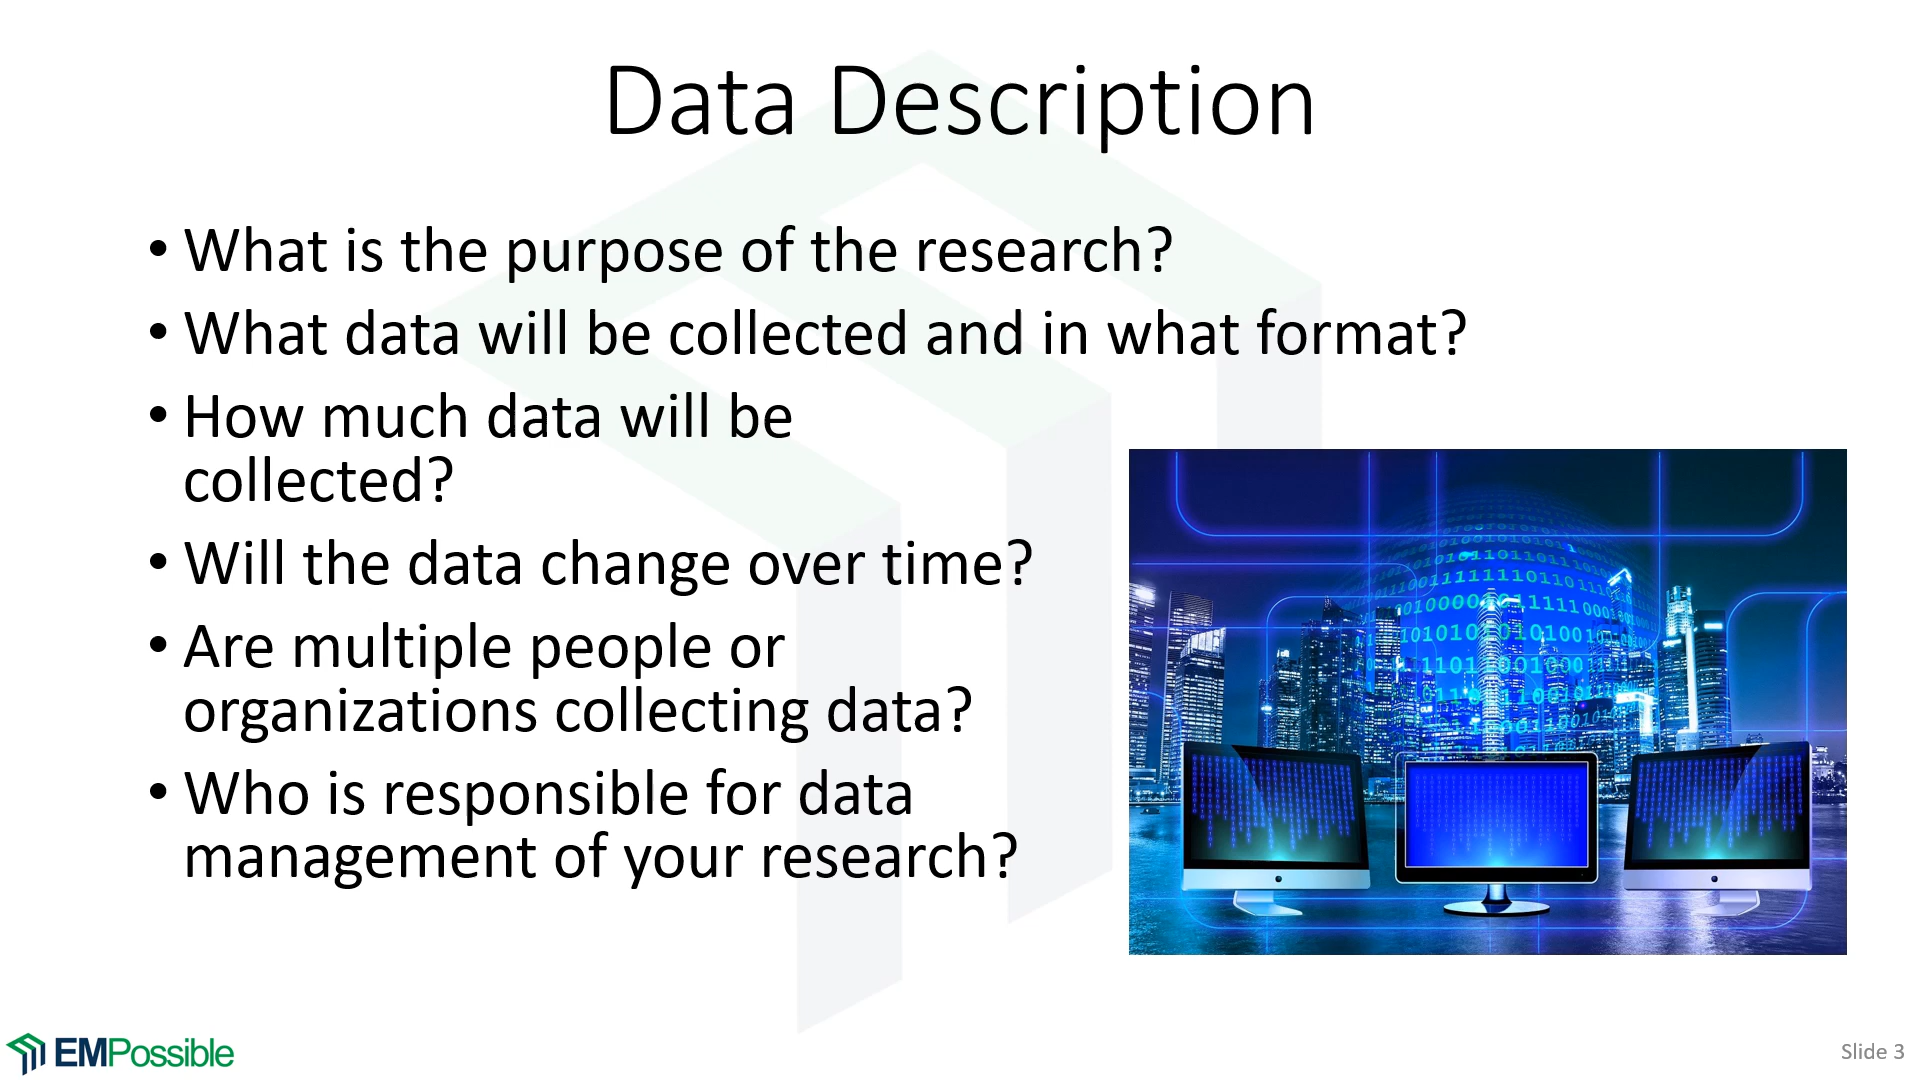 Data Description
• What is the purpose of the research?
• What data will be collected and in what format?
• How much data will be
collected?
• Will the data change over time?
• Are multiple people or
organizations collecting data?
• Who is responsible for data
management of your research?
EMPossible
Slide 3